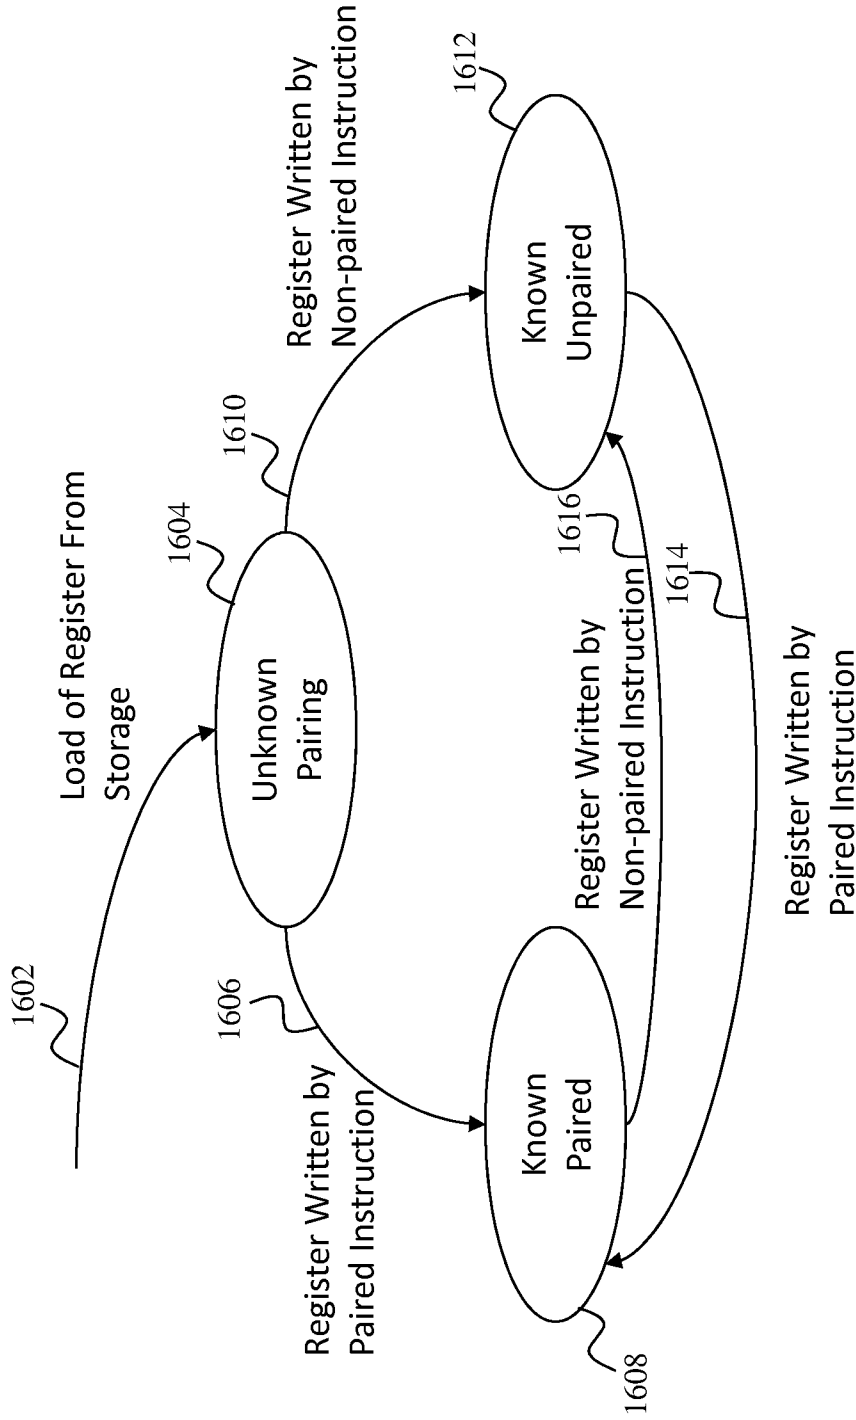 1602
Load of Register From
Storage
1604
Unknown
Pairing
1606
Register Written by
Paired Instruction
1610
Register Written by
Non-paired Instruction
Known
Paired
1608
Known
Unpaired
1612
Register Written by
Non-paired Instruction
1616
1614
Register Written by
Paired Instruction